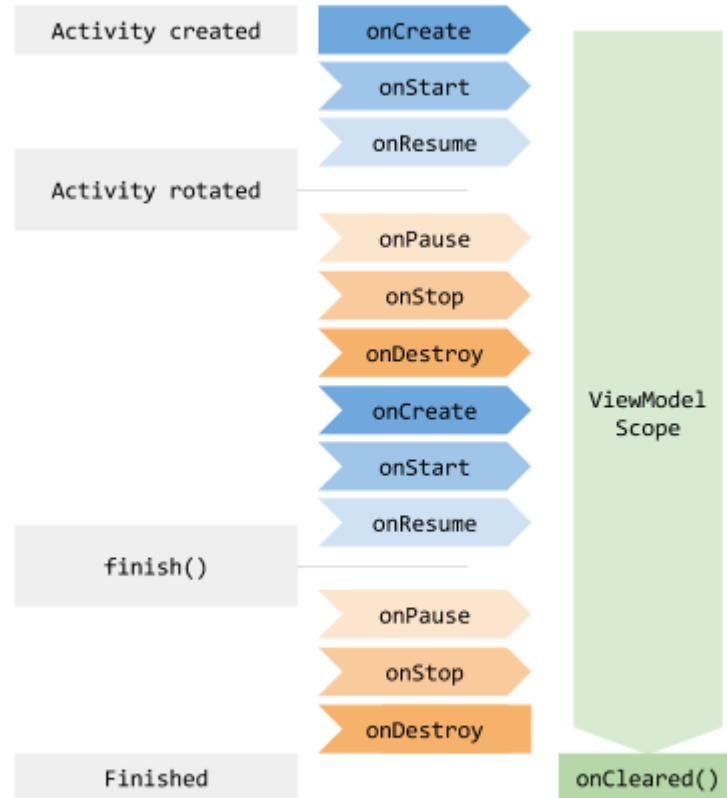 Activity created
onCreate
onStart
onResume
Activity rotated
onPause
onStop
onDestroy
onCreate
ViewModel
Scope
onStart
onResume
finish()
onPause
onStop
onDestroy
Finished
onCleared()